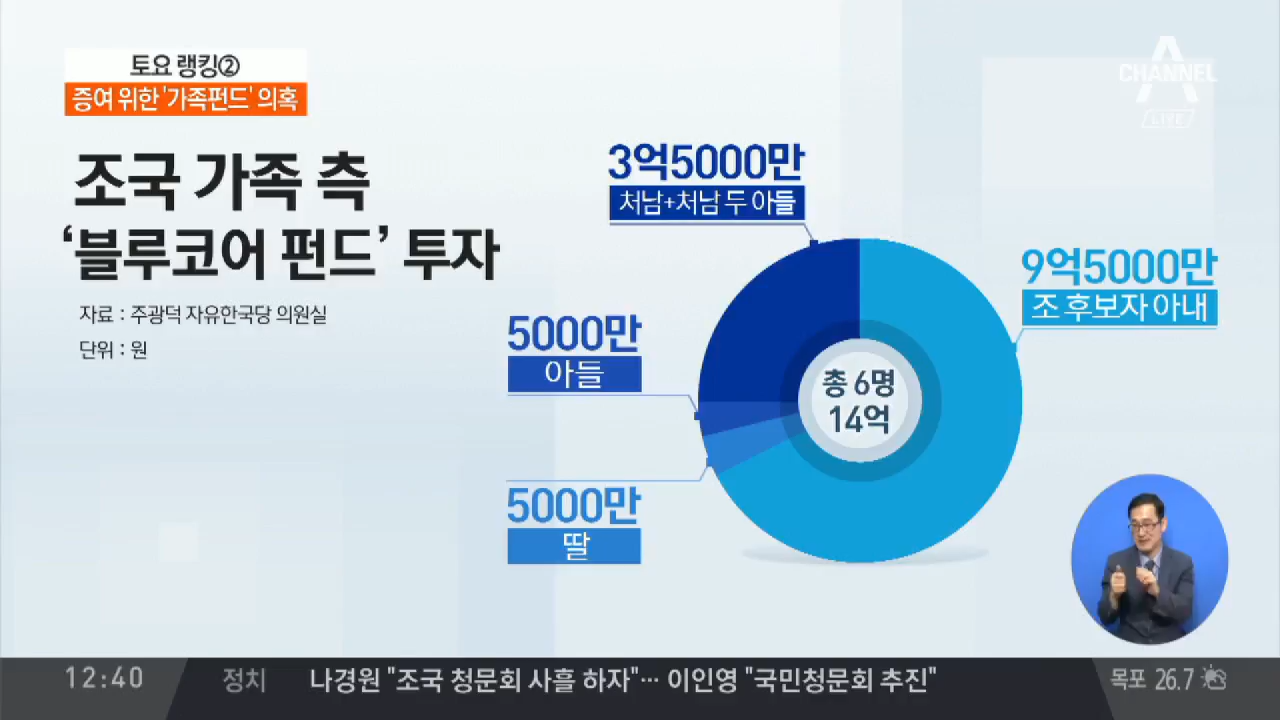 토요 랭킹②
증여 위한 '가족펀드' 의혹
CHANNEL A
LIVE
조국 가족 측
‘블루코어 펀드’ 투자
자료 : 주광덕 자유한국당 의원실
단위 : 원
3억5000만
처남+처남 두 아들
9억5000만
조 후보자 아내
5000만
아들
총 6명
14억
5000만
딸
12:40
정치
나경원 "조국 청문회 사흘 하자"… 이인영 "국민청문회 추진"
목포 26.7